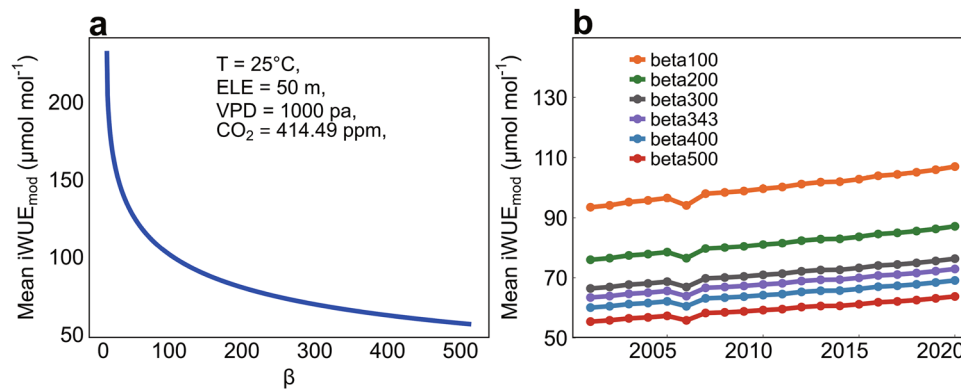 a
Mean iWUEmod (µmol mol⁻¹)
200
150
100
50
T = 25°C,
ELE = 50 m,
VPD = 1000 pa,
CO₂ = 414.49 ppm,
0 100 200 300 400 500
β
b
Mean iWUEmod (µmol mol⁻¹)
130
110
90
70
50
beta100
beta200
beta300
beta343
beta400
beta500
2005 2010 2015 2020